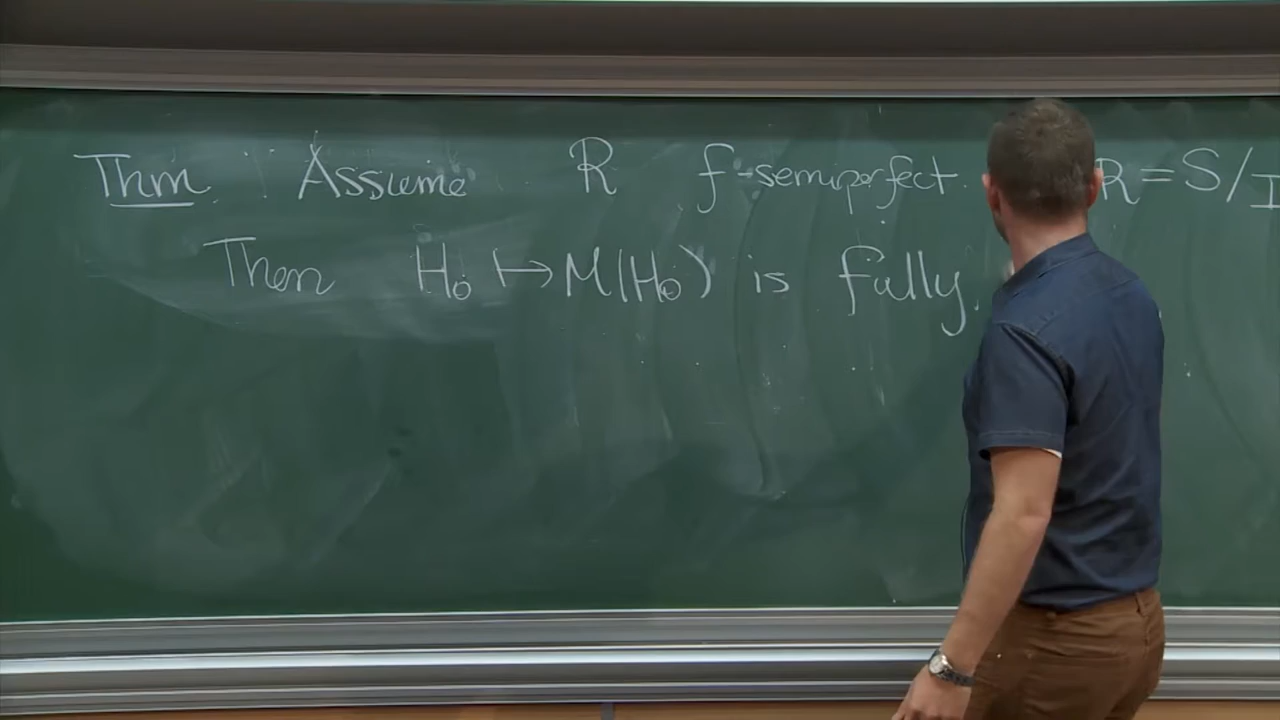 Thm. Assume R f-semiperfect. R = S/I
Then H₀ ↦ M(H₀) is fully